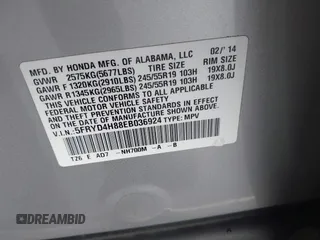 MFD. BY HONDA MFG. OF ALABAMA, LLC 02/'14
TIRE SIZE RIM SIZE
GVWR 2575KG(5677LBS)
GAWR F 1320KG(2910LBS) 245/55R19 103H 19X8.0J
GAWR R1345KG(2965LBS) 245/55R19 103H 19X8.0J
THIS VEHICLE CONFORMS TO ALL APPLICABLE FEDERAL MOTOR
VEHICLE SAFETY, BUMPER AND THEFT PREVENTION STANDARDS
IN EFFECT ON THE DATE OF MANUFACTURE SHOWN ABOVE.
V.I.N.: 5FRYD4H88EB036924 TYPE: MPV
1Z6 E AD7 -NH700M -A -B
DREAMBID